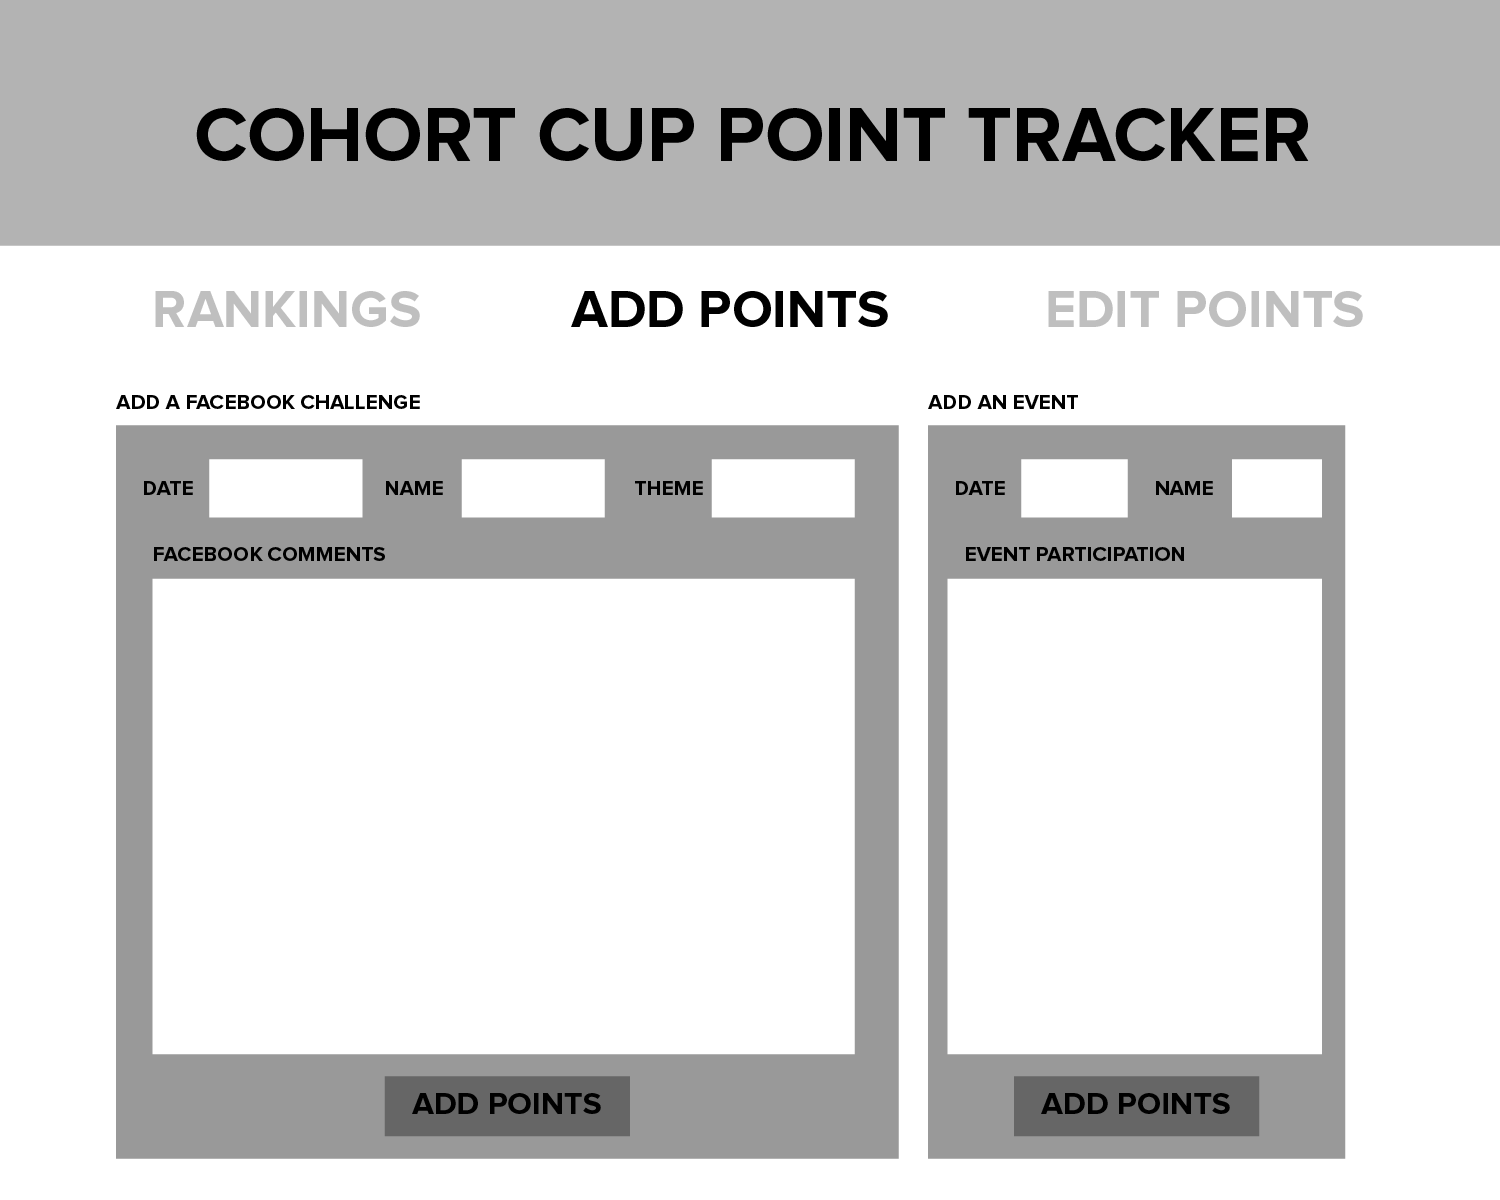 COHORT CUP POINT TRACKER
RANKINGS ADD POINTS EDIT POINTS
ADD A FACEBOOK CHALLENGE
DATE NAME THEME
FACEBOOK COMMENTS
ADD POINTS
ADD AN EVENT
DATE NAME
EVENT PARTICIPATION
ADD POINTS